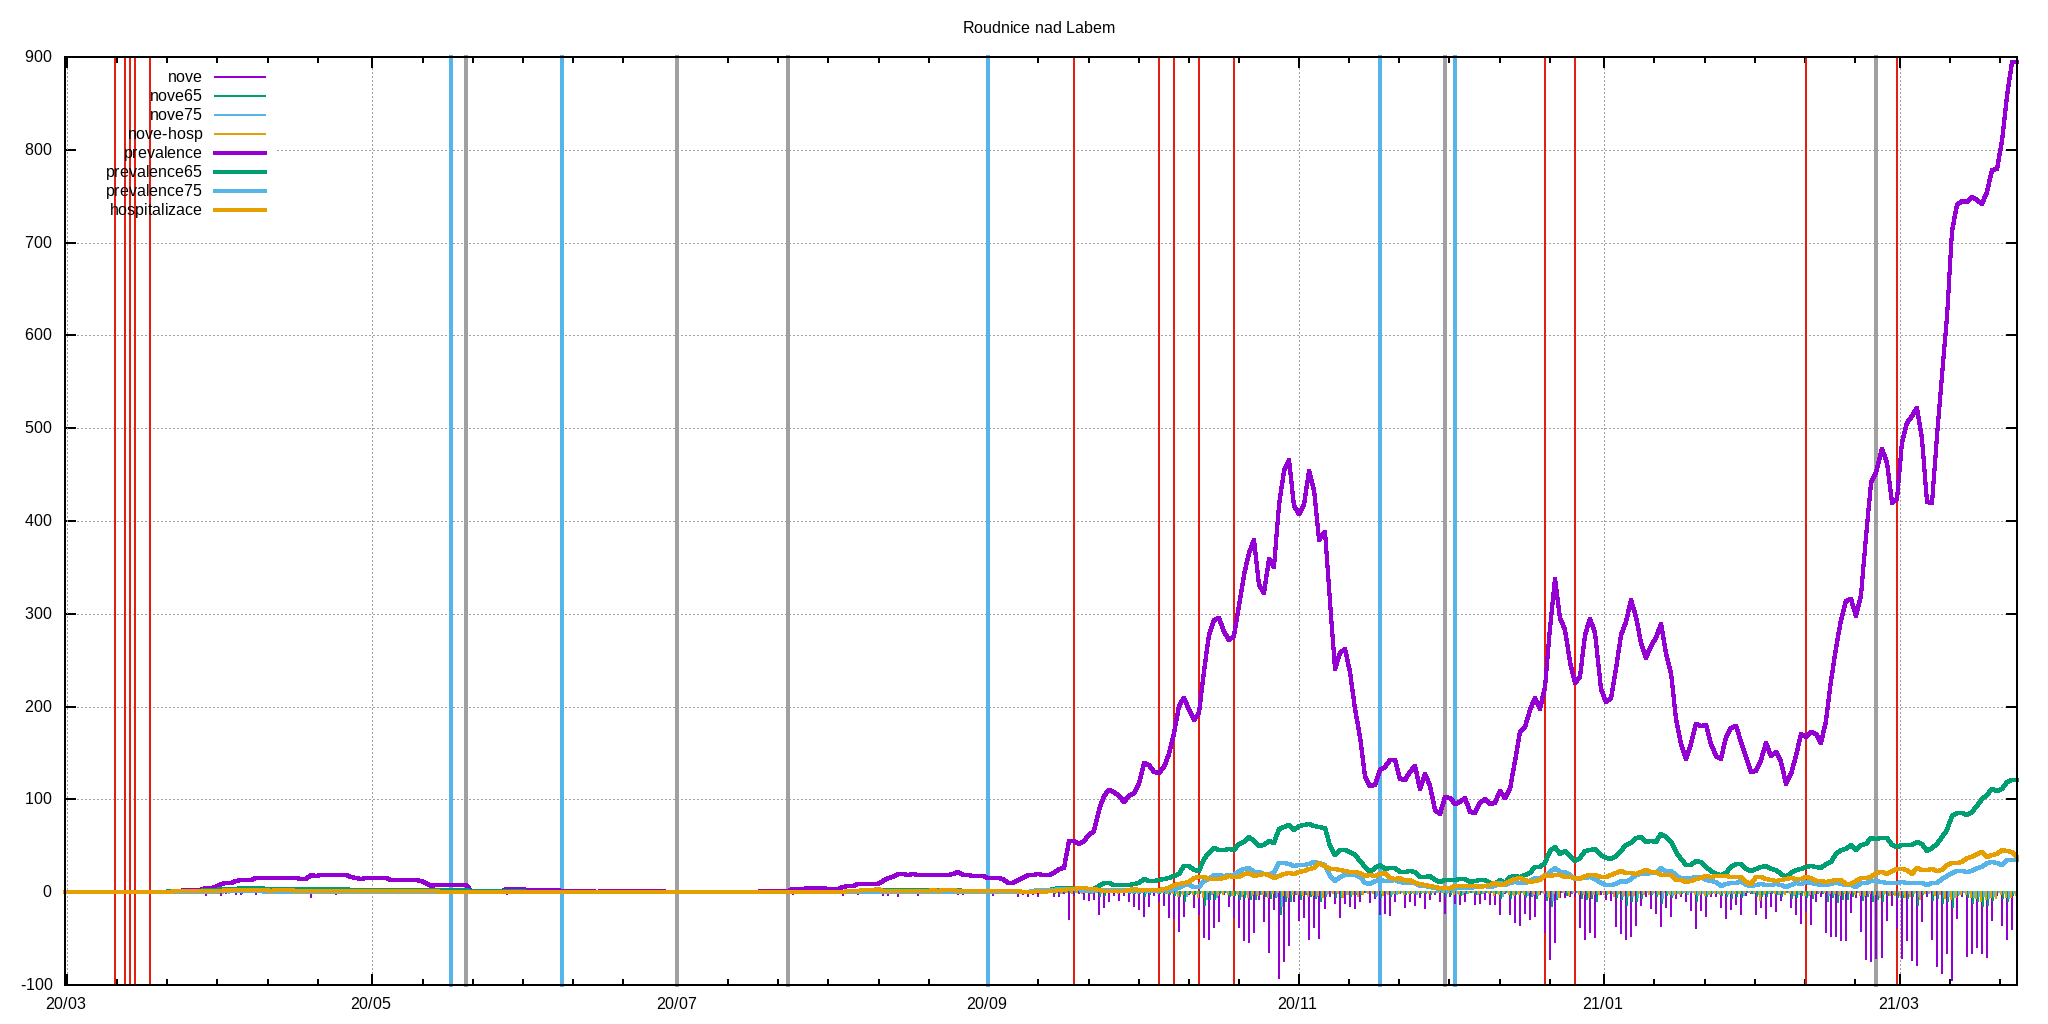 Roudnice nad Labem
900
800
700
600
500
400
300
200
100
0
-100
nove
nove65
nove75
nove-hosp
prevalence
prevalence65
prevalence75
hospitalizace
20/03 20/05 20/07 20/09 20/11 21/01 21/03